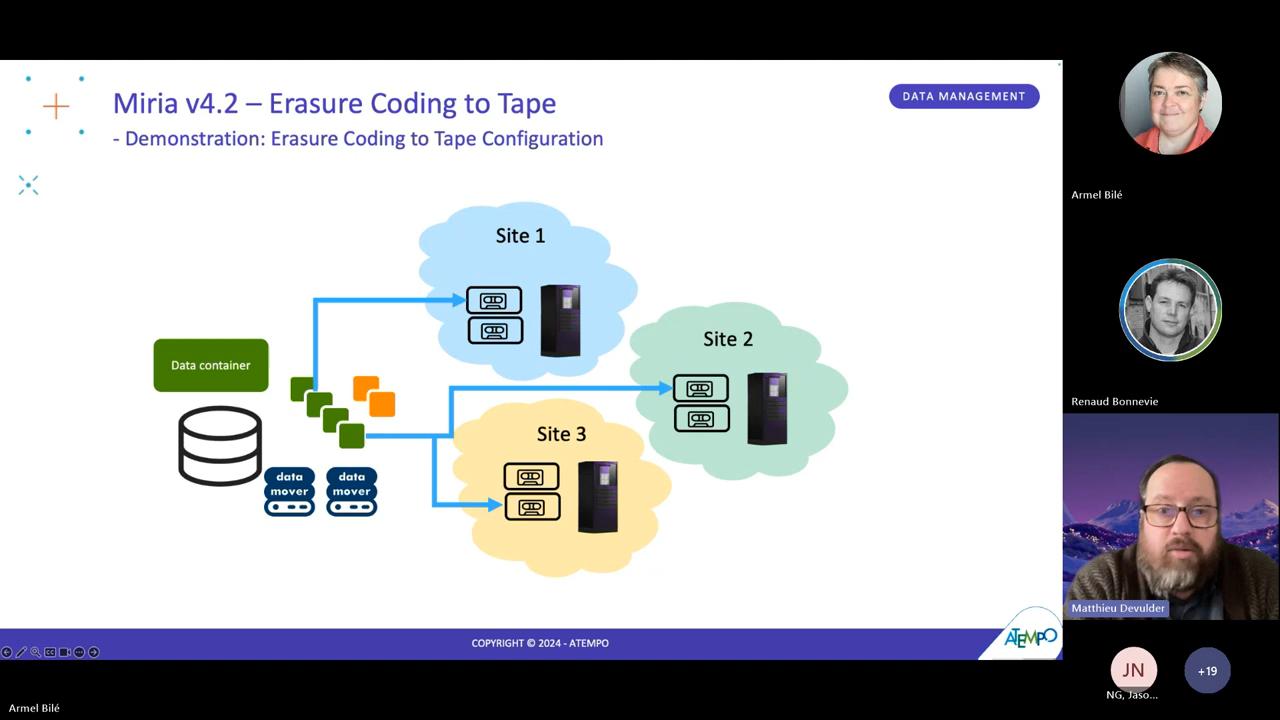 Miria v4.2 – Erasure Coding to Tape
- Demonstration: Erasure Coding to Tape Configuration
DATA MANAGEMENT
Site 1
Site 2
Data container
Site 3
data
mover
data
mover
COPYRIGHT © 2024 - ATEMPO
ATEMPO
CC
Armel Bilé
Renaud Bonnevie
Matthieu Devulder
JN
NG, Jaso...
+19
Armel Bilé